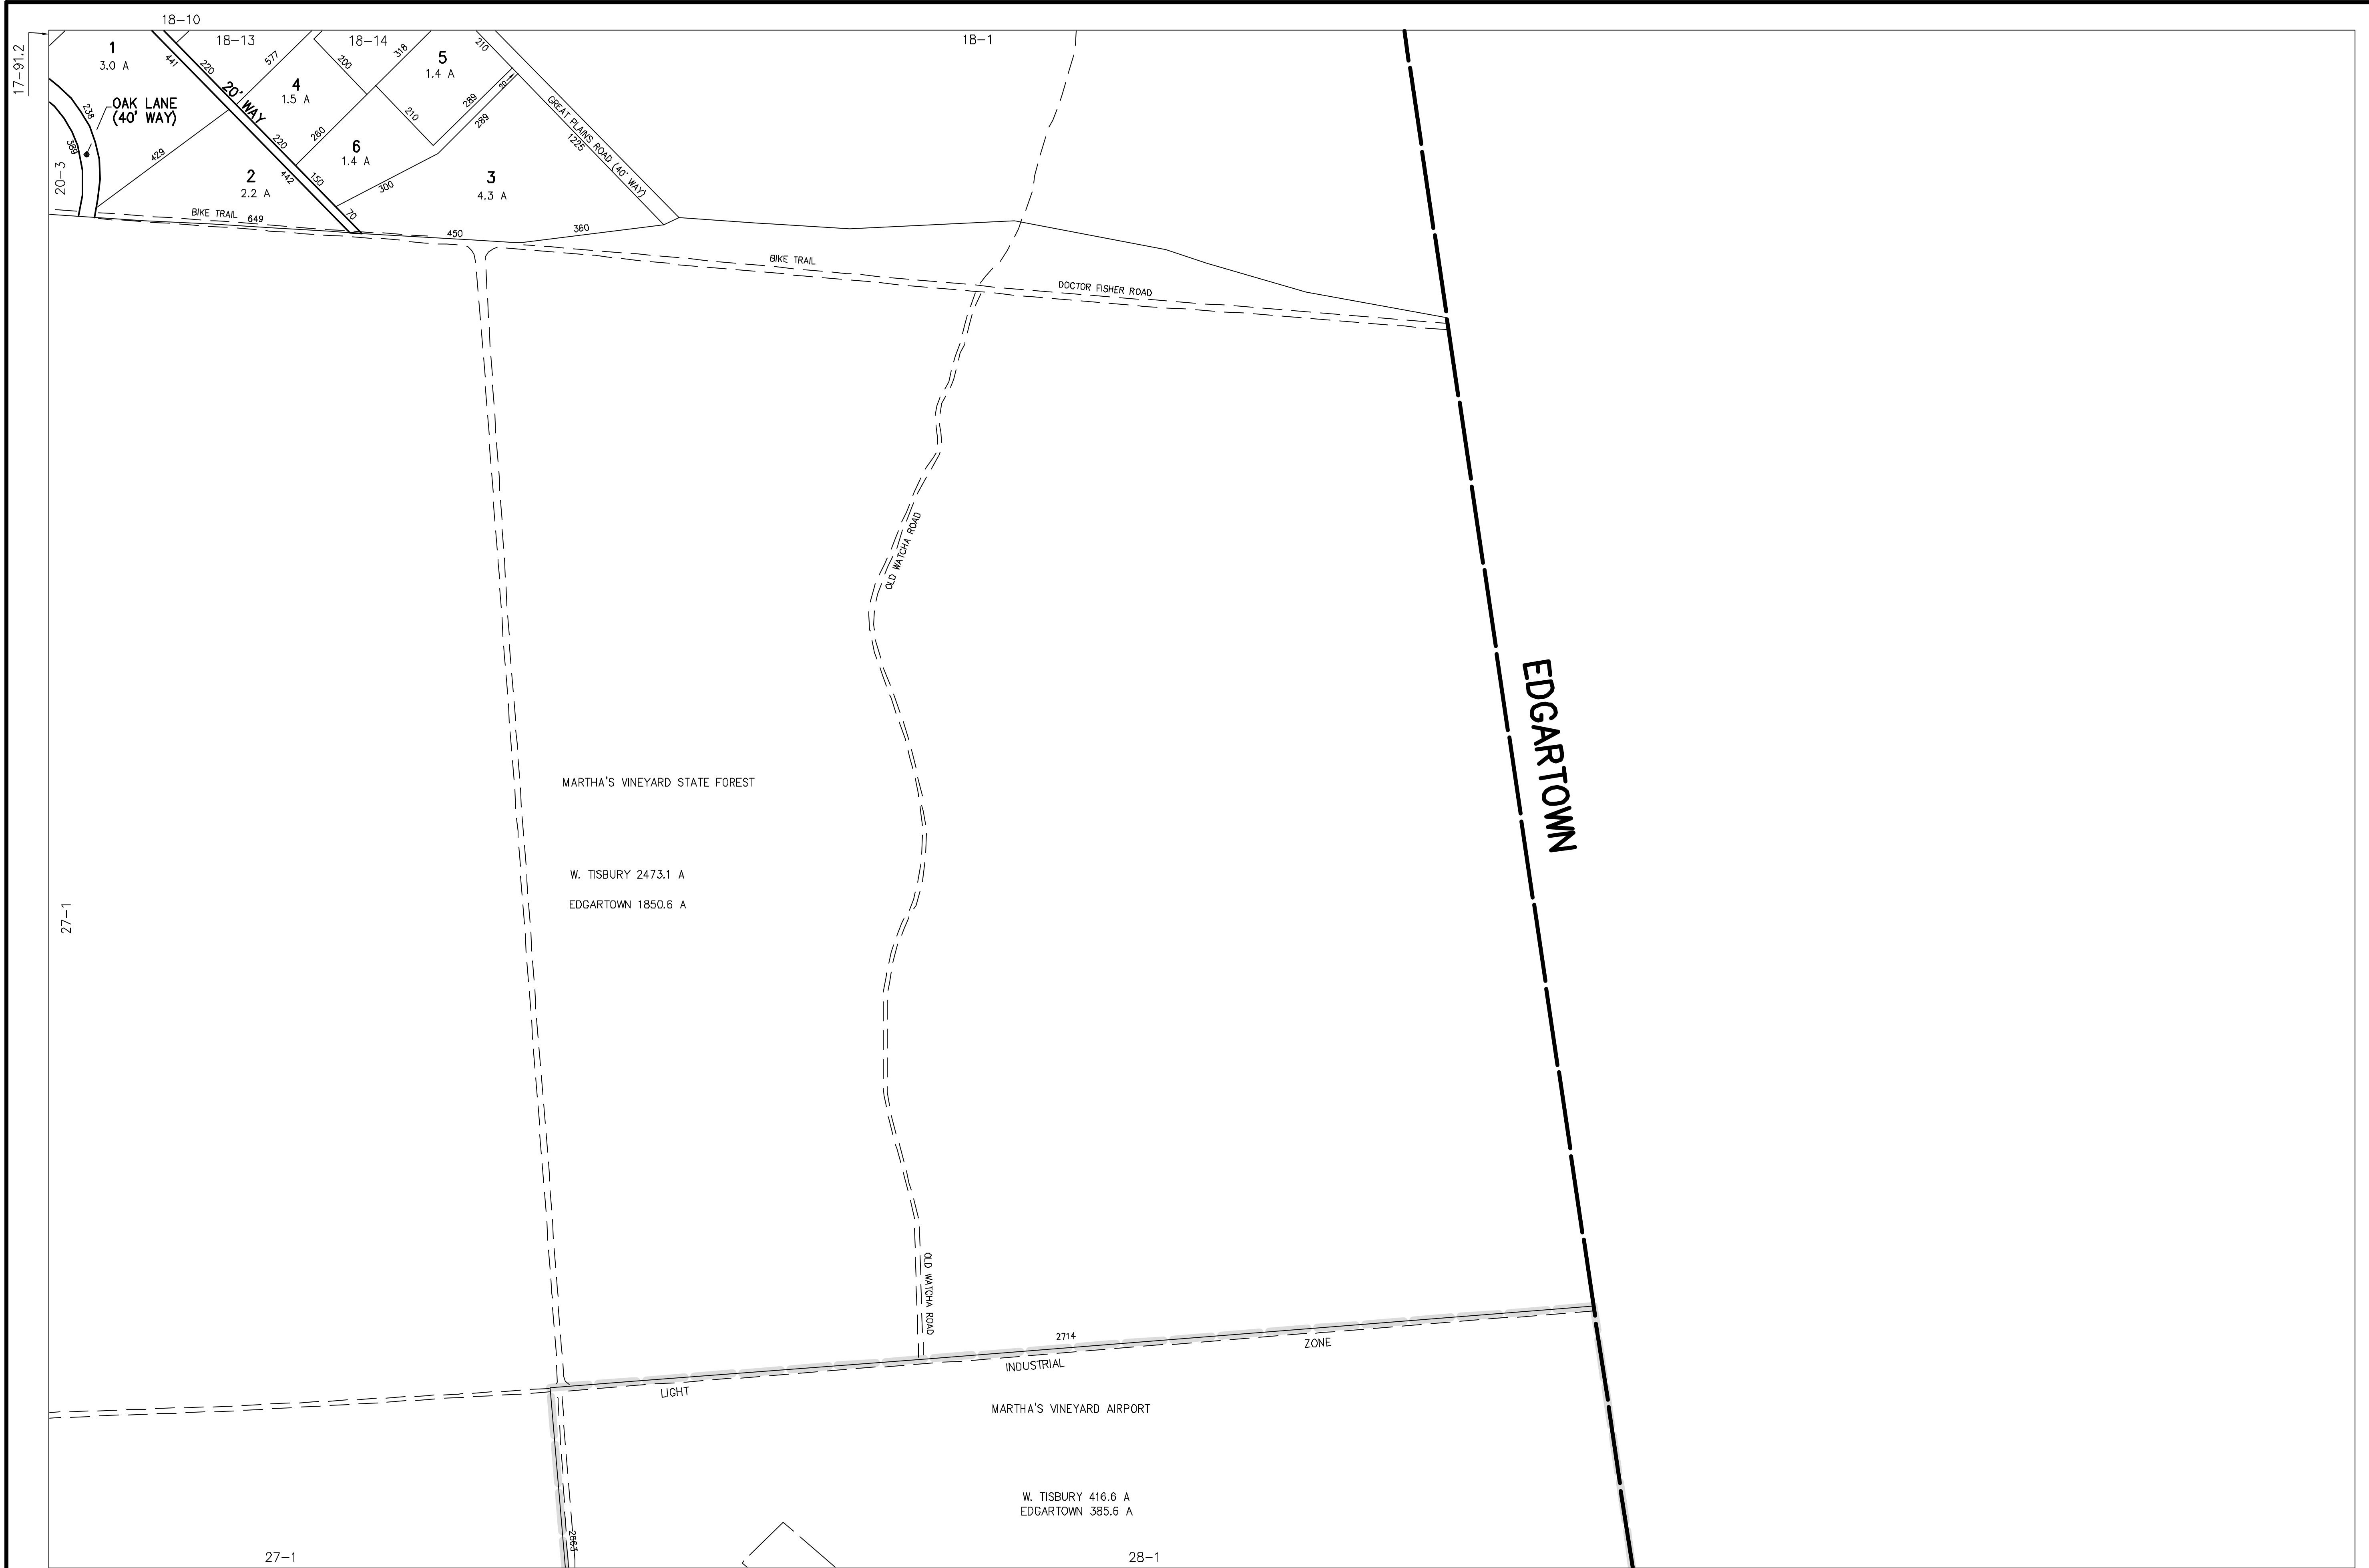 18-10
17-91.2
1
3.0 A
441
18-13
220
577
18-14
200
318
5
1.4 A
210
18-1
4
1.5 A
20' WAY
OAK LANE
(40' WAY)
238
389
20-3
429
220
260
210
289
20
289
GREAT PLAINS ROAD (40' WAY)
1225
6
1.4 A
2
2.2 A
442
150
300
3
4.3 A
70
BIKE TRAIL
649
450
360
BIKE TRAIL
DOCTOR FISHER ROAD
OLD WATCHA ROAD
EDGARTOWN
MARTHA'S VINEYARD STATE FOREST
W. TISBURY 2473.1 A
EDGARTOWN 1850.6 A
27-1
OLD WATCHA ROAD
2714
LIGHT
INDUSTRIAL
ZONE
MARTHA'S VINEYARD AIRPORT
W. TISBURY 416.6 A
EDGARTOWN 385.6 A
2663
27-1
28-1